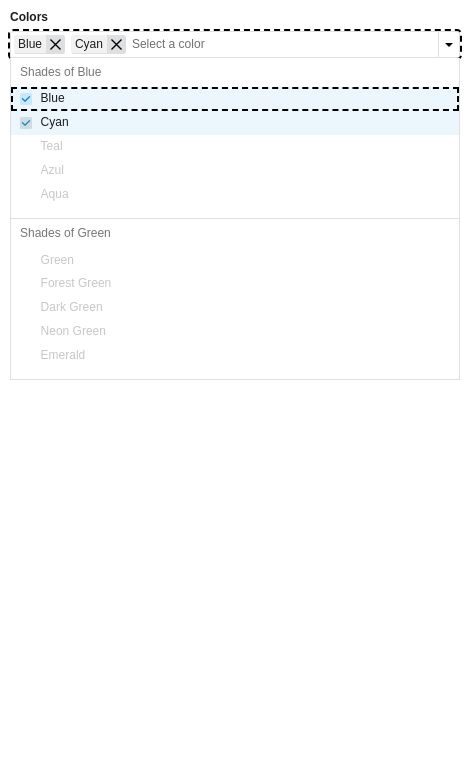 Colors
Blue Cyan Select a color
Shades of Blue
Blue
Cyan
Teal
Azul
Aqua
Shades of Green
Green
Forest Green
Dark Green
Neon Green
Emerald